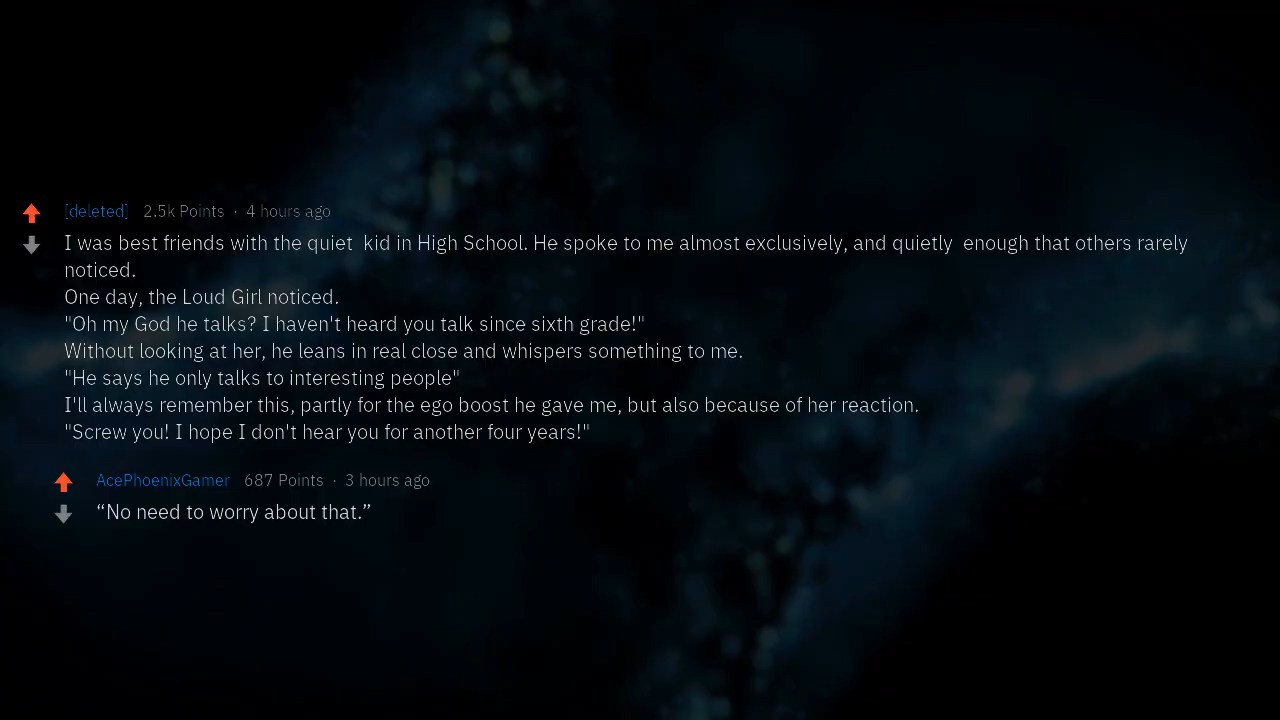 [deleted] 2.5k Points · 4 hours ago
I was best friends with the quiet  kid in High School. He spoke to me almost exclusively, and quietly  enough that others rarely
noticed.
One day, the Loud Girl noticed.
"Oh my God he talks? I haven't heard you talk since sixth grade!"
Without looking at her, he leans in real close and whispers something to me.
"He says he only talks to interesting people"
I'll always remember this, partly for the ego boost he gave me, but also because of her reaction.
"Screw you! I hope I don't hear you for another four years!"
AcePhoenixGamer 687 Points · 3 hours ago
“No need to worry about that.”